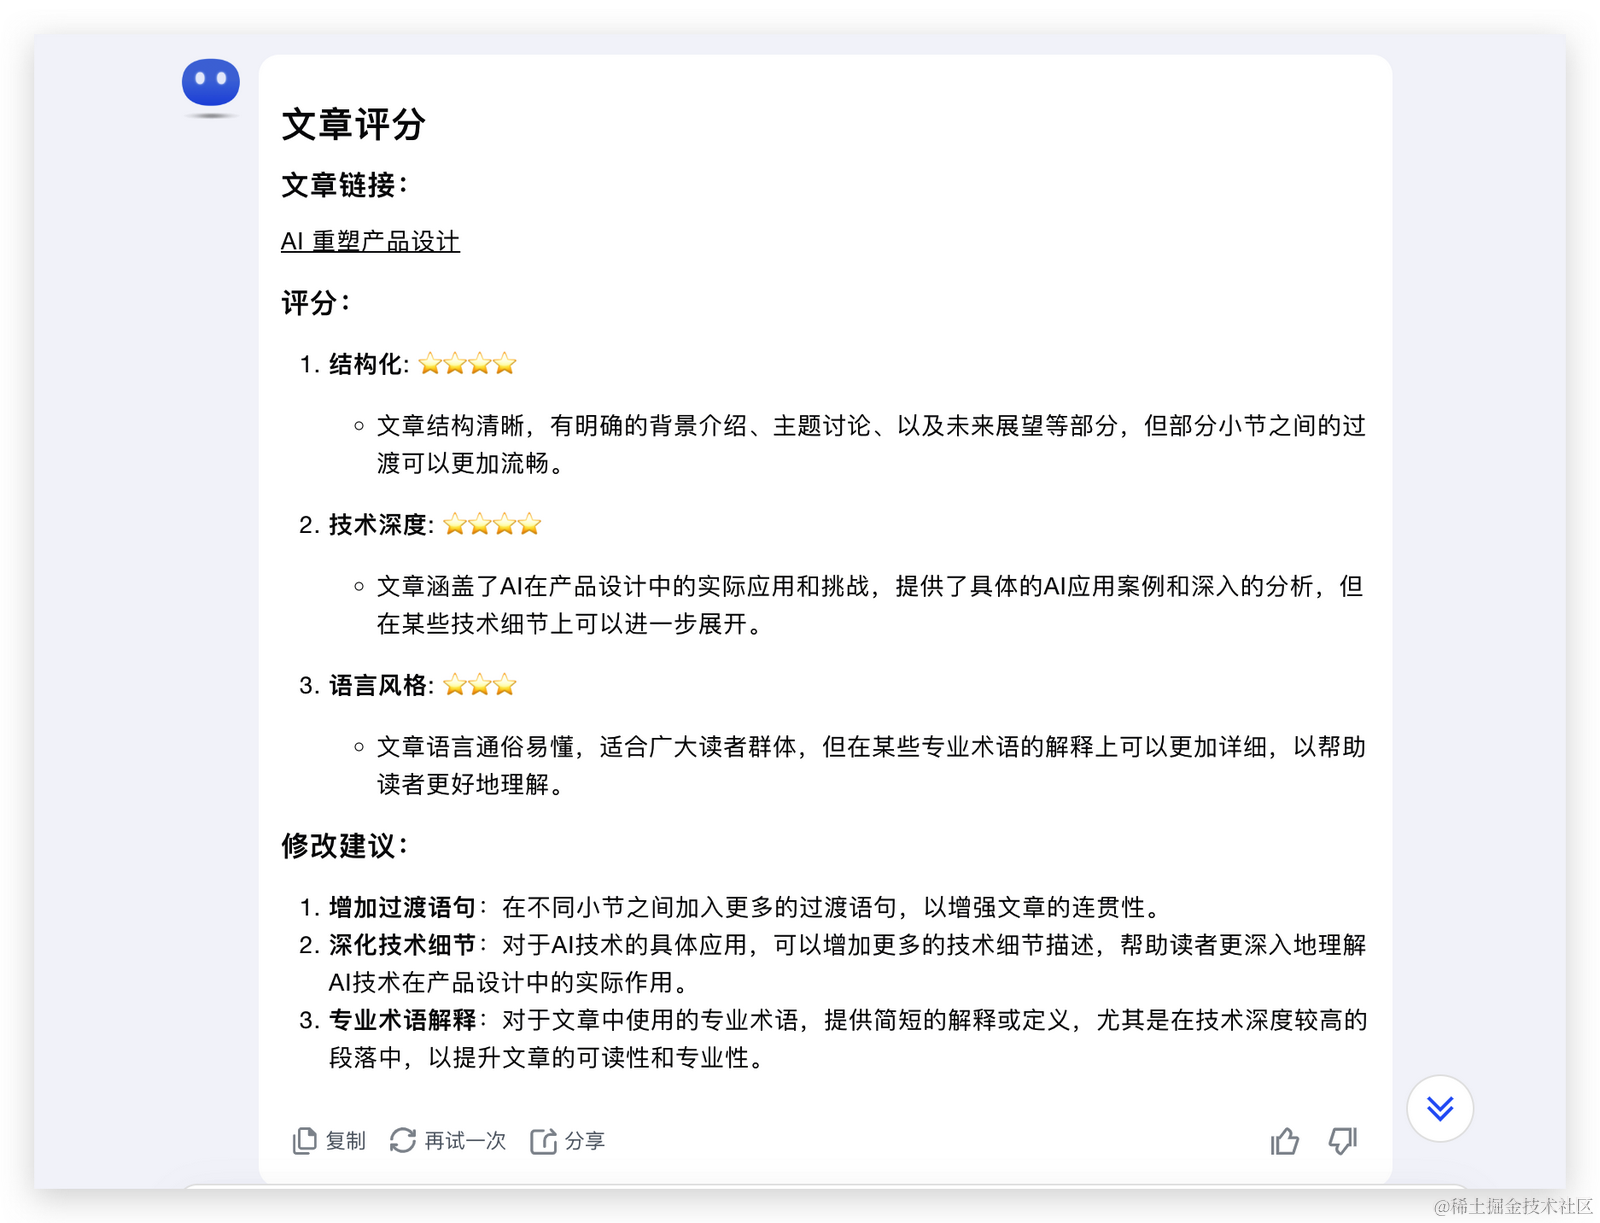 文章评分
文章链接：
AI 重塑产品设计
评分：
1. 结构化: ⭐⭐⭐⭐
文章结构清晰，有明确的背景介绍、主题讨论、以及未来展望等部分，但部分小节之间的过
渡可以更加流畅。
2. 技术深度: ⭐⭐⭐⭐
文章涵盖了AI在产品设计中的实际应用和挑战，提供了具体的AI应用案例和深入的分析，但
在某些技术细节上可以进一步展开。
3. 语言风格: ⭐⭐⭐
文章语言通俗易懂，适合广大读者群体，但在某些专业术语的解释上可以更加详细，以帮助
读者更好地理解。
修改建议：
1. 增加过渡语句：在不同小节之间加入更多的过渡语句，以增强文章的连贯性。
2. 深化技术细节：对于AI技术的具体应用，可以增加更多的技术细节描述，帮助读者更深入地理解
AI技术在产品设计中的实际作用。
3. 专业术语解释：对于文章中使用的专业术语，提供简短的解释或定义，尤其是在技术深度较高的
段落中，以提升文章的可读性和专业性。
复制 再试一次 分享
@稀土掘金技术社区